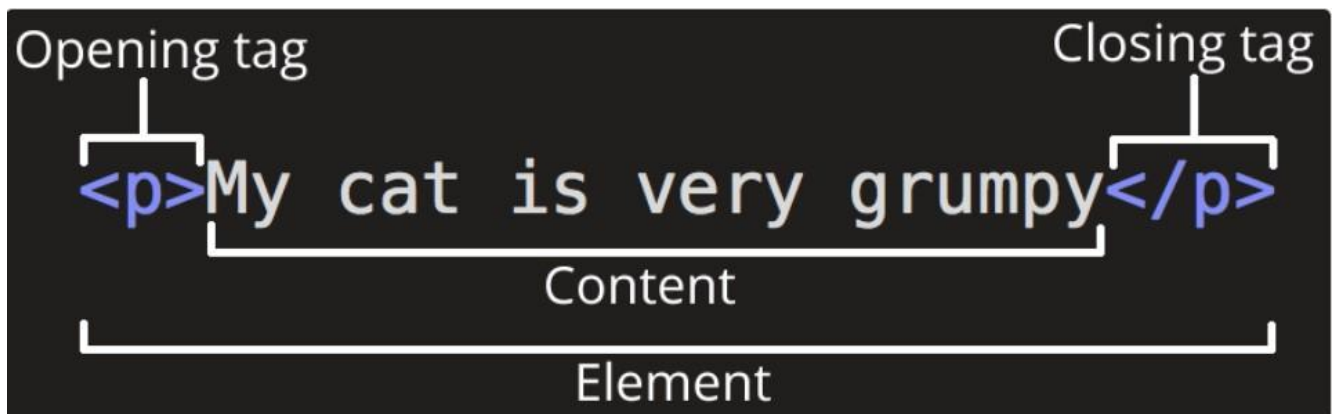 Opening tag
Closing tag
<p>My cat is very grumpy</p>
Content
Element